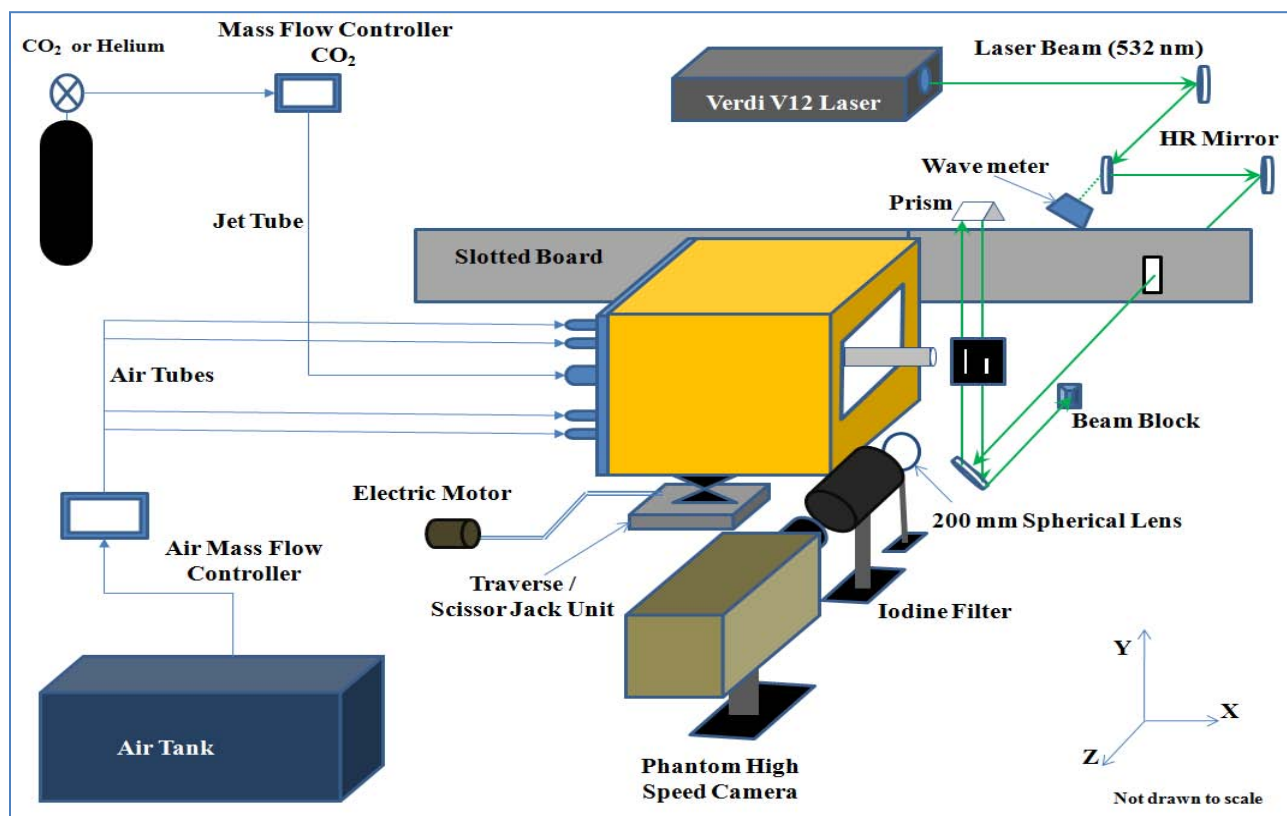 CO₂ or Helium
Mass Flow Controller
CO₂
Laser Beam (532 nm)
Verdi V12 Laser
HR Mirror
Wave meter
Prism
Jet Tube
Slotted Board
Air Tubes
Beam Block
Electric Motor
200 mm Spherical Lens
Air Mass Flow
Controller
Traverse /
Scissor Jack Unit
Iodine Filter
Y
X
Z
Air Tank
Phantom High
Speed Camera
Not drawn to scale